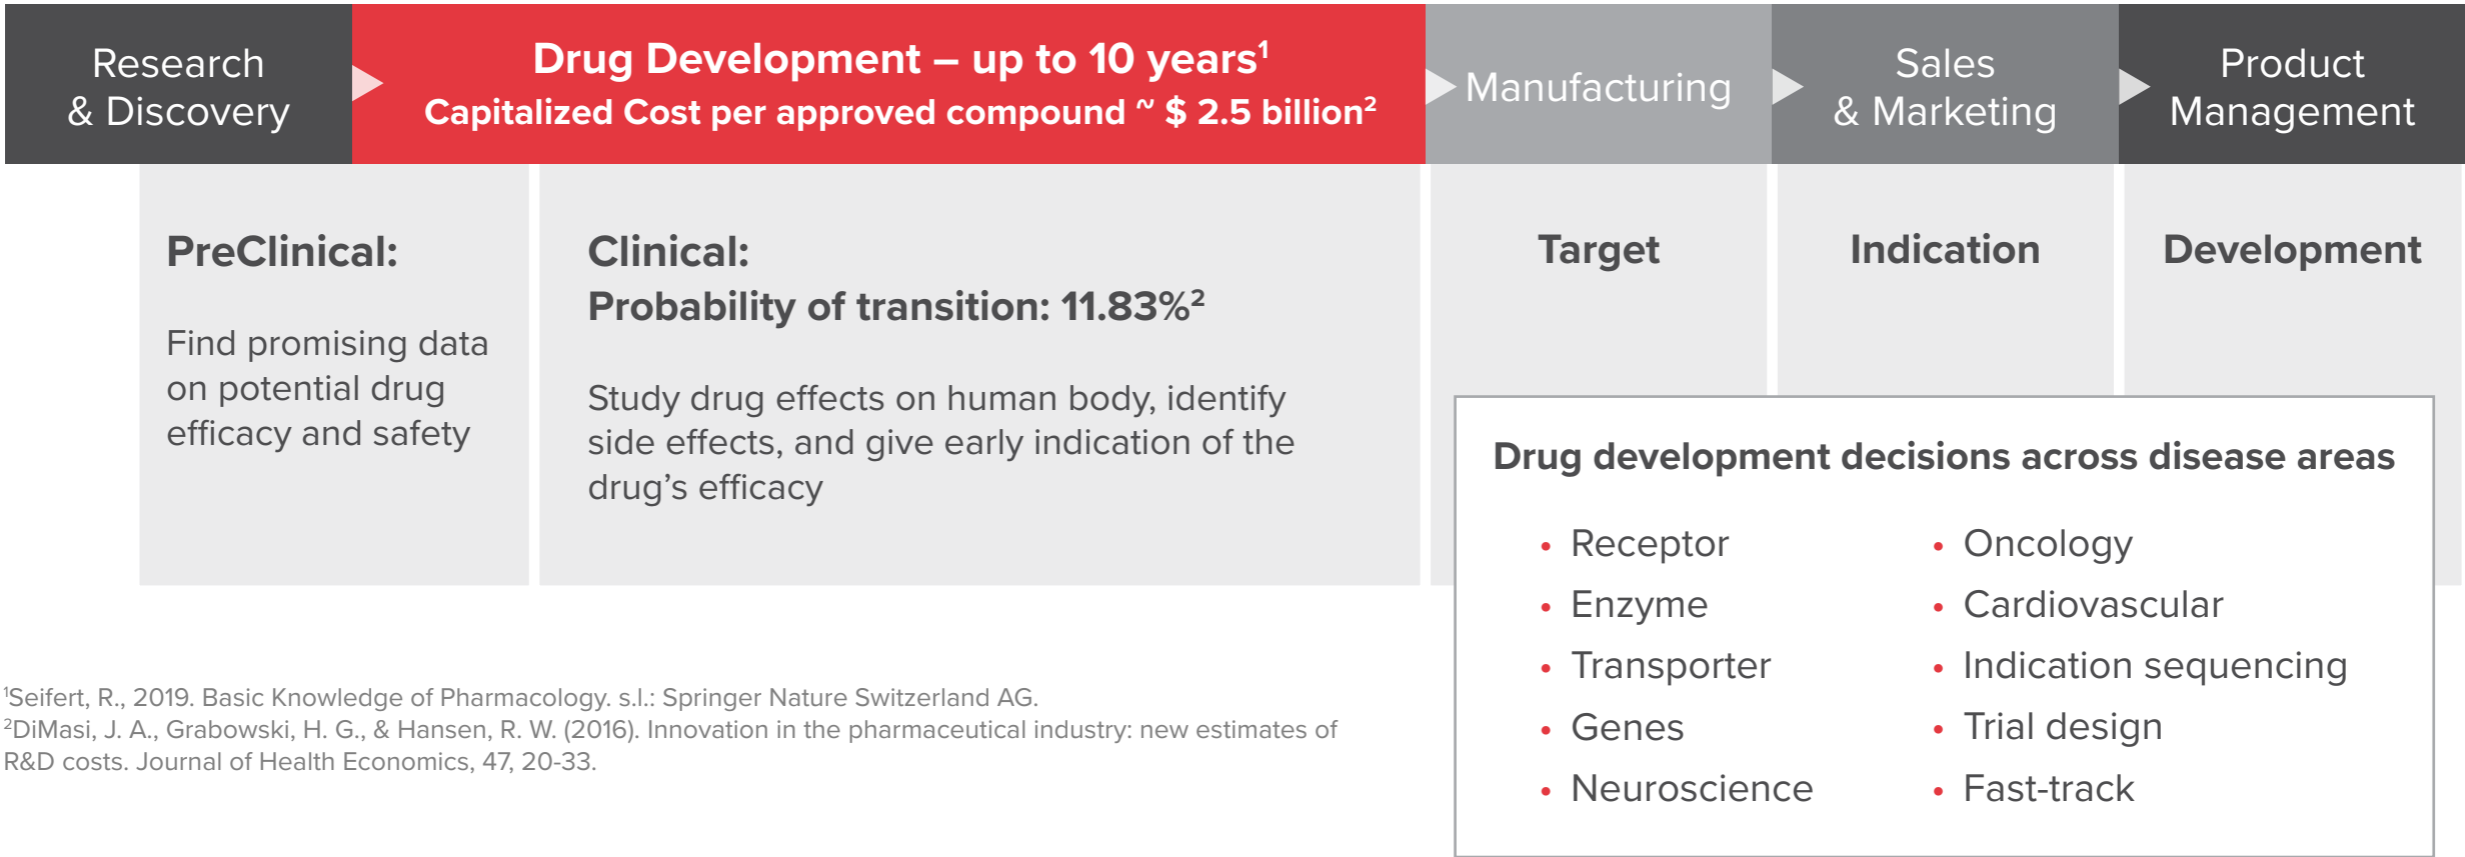 Research
& Discovery
Drug Development – up to 10 years¹
Capitalized Cost per approved compound ~ $ 2.5 billion²
Manufacturing
Sales
& Marketing
Product
Management
PreClinical:
Find promising data
on potential drug
efficacy and safety
Clinical:
Probability of transition: 11.83%²
Study drug effects on human body, identify
side effects, and give early indication of the
drug’s efficacy
Target
Indication
Development
Drug development decisions across disease areas
• Receptor
• Enzyme
• Transporter
• Genes
• Neuroscience
• Oncology
• Cardiovascular
• Indication sequencing
• Trial design
• Fast-track
¹Seifert, R., 2019. Basic Knowledge of Pharmacology. s.l.: Springer Nature Switzerland AG.
²DiMasi, J. A., Grabowski, H. G., & Hansen, R. W. (2016). Innovation in the pharmaceutical industry: new estimates of
R&D costs. Journal of Health Economics, 47, 20-33.